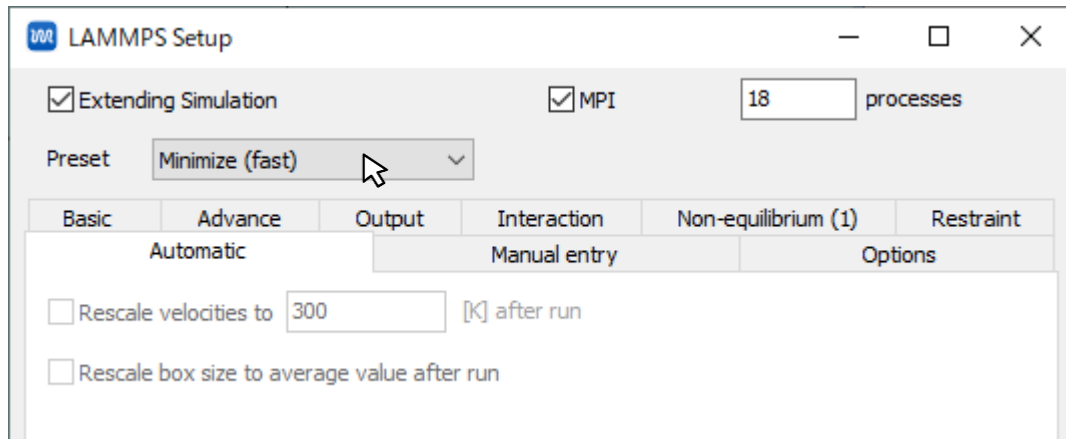 LAMMPS Setup
Extending Simulation MPI 18 processes
Preset Minimize (fast)
Basic Advance Output Interaction Non-equilibrium (1) Restraint
Automatic Manual entry Options
Rescale velocities to 300 [K] after run
Rescale box size to average value after run